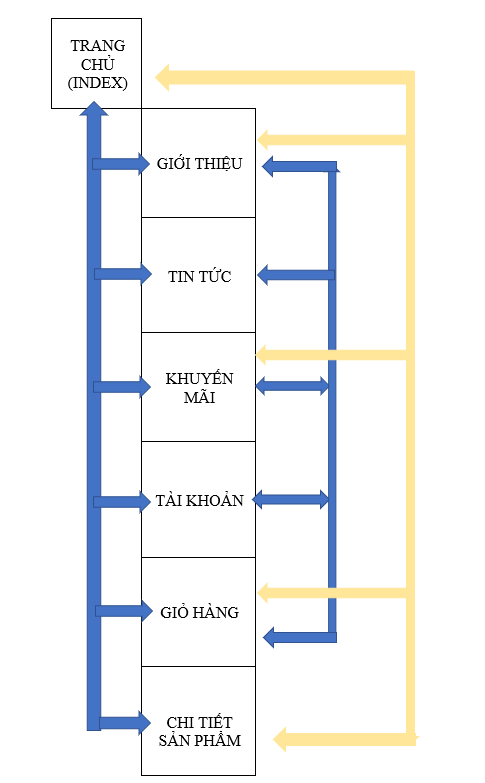 TRANG
CHỦ
(INDEX)
GIỚI THIỆU
TIN TỨC
KHUYẾN
MÃI
TÀI KHOẢN
GIỎ HÀNG
CHI TIẾT
SẢN PHẨM